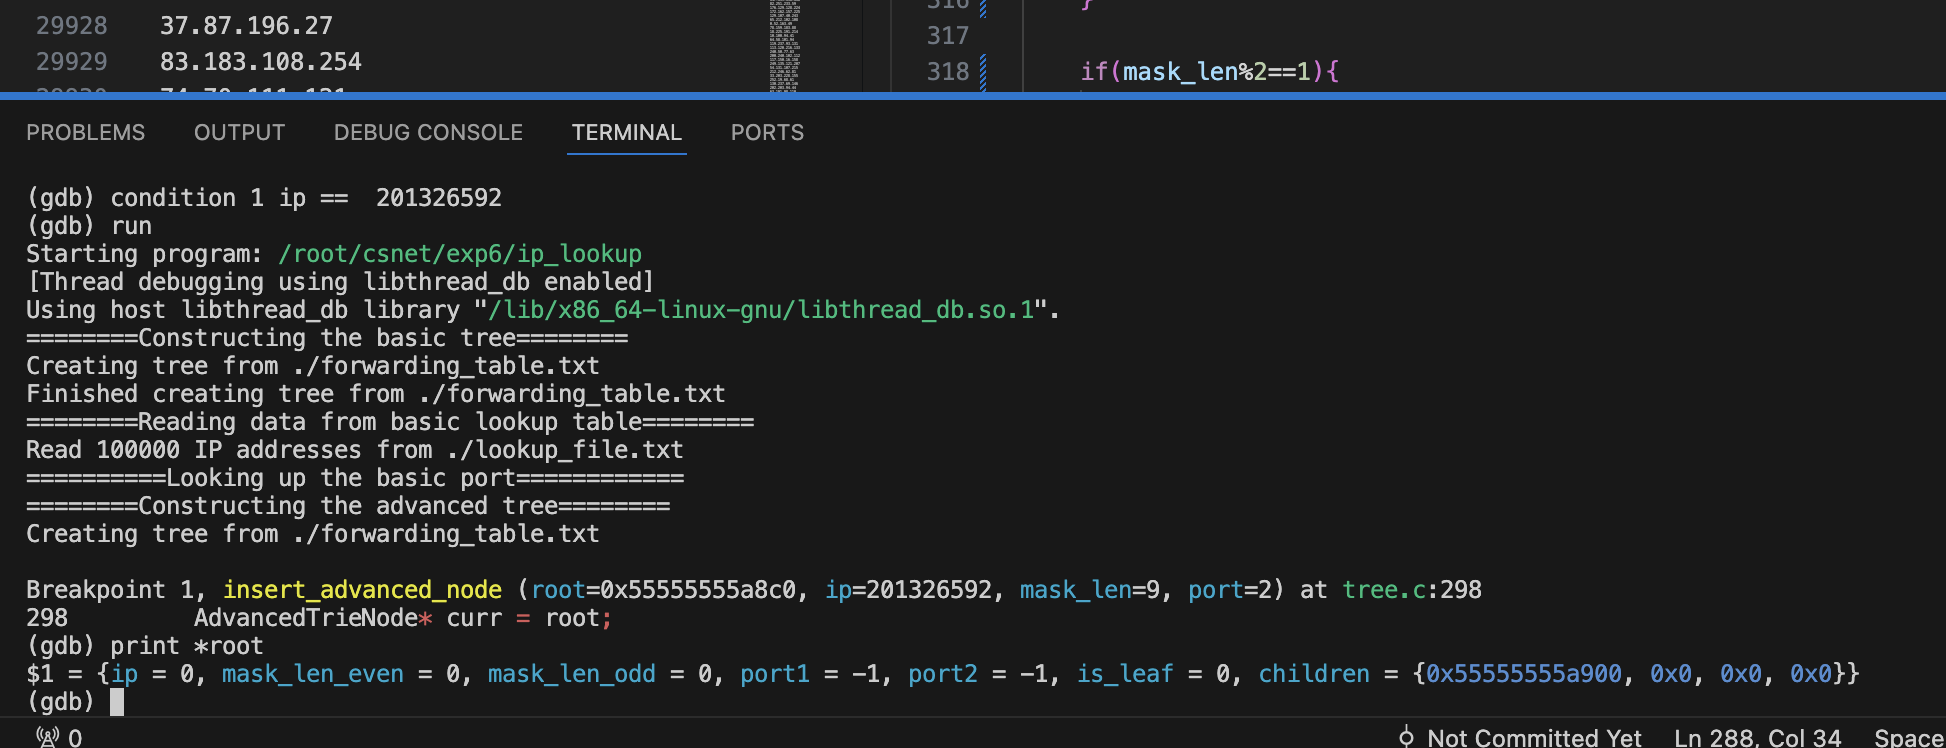 29928 37.87.196.27
29929 83.183.108.254
316 }
317
318 if(mask_len%2==1){
PROBLEMS OUTPUT DEBUG CONSOLE TERMINAL PORTS
(gdb) condition 1 ip ==  201326592
(gdb) run
Starting program: /root/csnet/exp6/ip_lookup
[Thread debugging using libthread_db enabled]
Using host libthread_db library "/lib/x86_64-linux-gnu/libthread_db.so.1".
========Constructing the basic tree========
Creating tree from ./forwarding_table.txt
Finished creating tree from ./forwarding_table.txt
========Reading data from basic lookup table========
Read 100000 IP addresses from ./lookup_file.txt
==========Looking up the basic port============
========Constructing the advanced tree========
Creating tree from ./forwarding_table.txt
Breakpoint 1, insert_advanced_node (root=0x55555555a8c0, ip=201326592, mask_len=9, port=2) at tree.c:298
298         AdvancedTrieNode* curr = root;
(gdb) print *root
$1 = {ip = 0, mask_len_even = 0, mask_len_odd = 0, port1 = -1, port2 = -1, is_leaf = 0, children = {0x55555555a900, 0x0, 0x0, 0x0}}
(gdb)
0 Not Committed Yet Ln 288, Col 34 Space